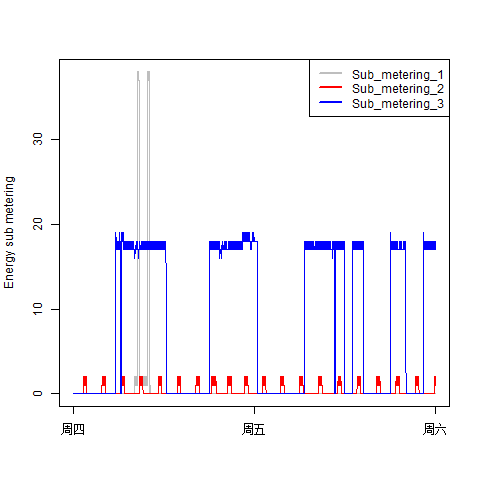 Sub_metering_1
Sub_metering_2
Sub_metering_3
Energy sub metering
30
20
10
0
周四 周五 周六